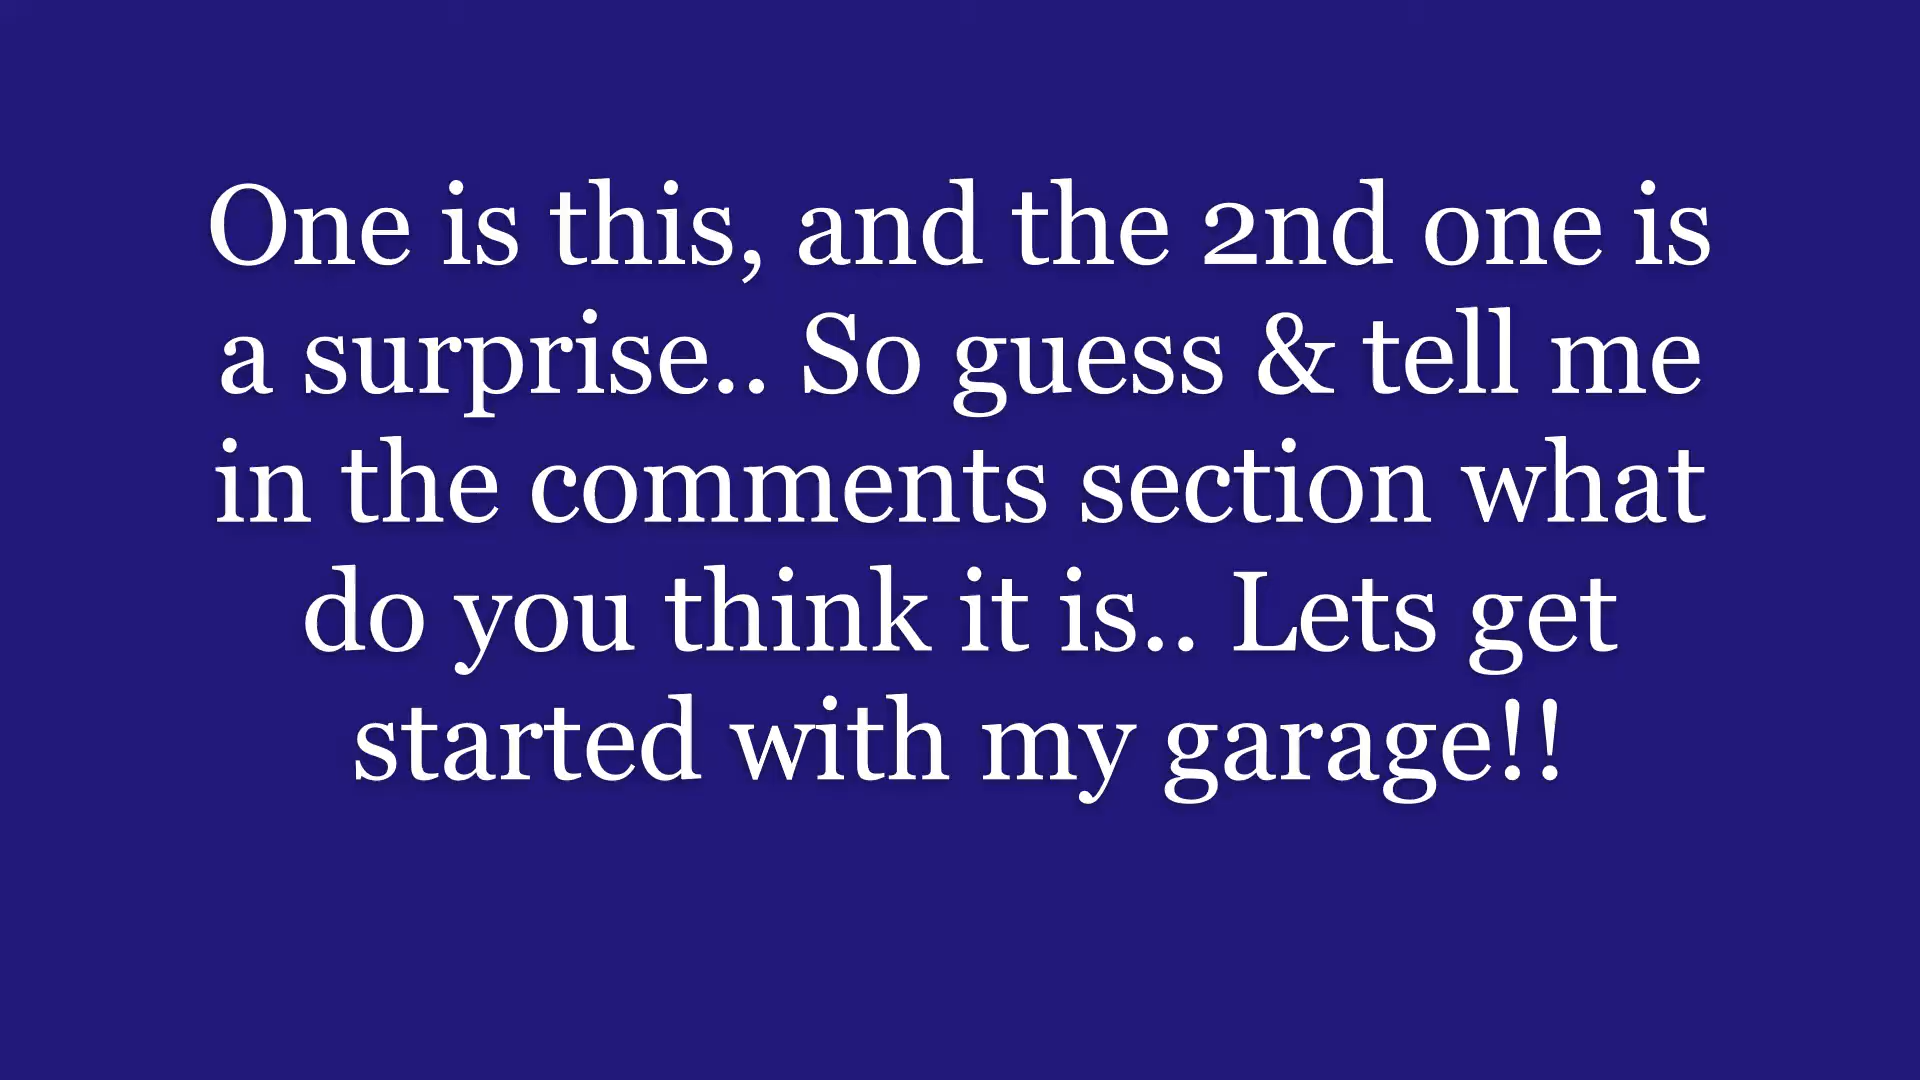 One is this, and the 2nd one is
a surprise.. So guess & tell me
in the comments section what
do you think it is.. Lets get
started with my garage!!